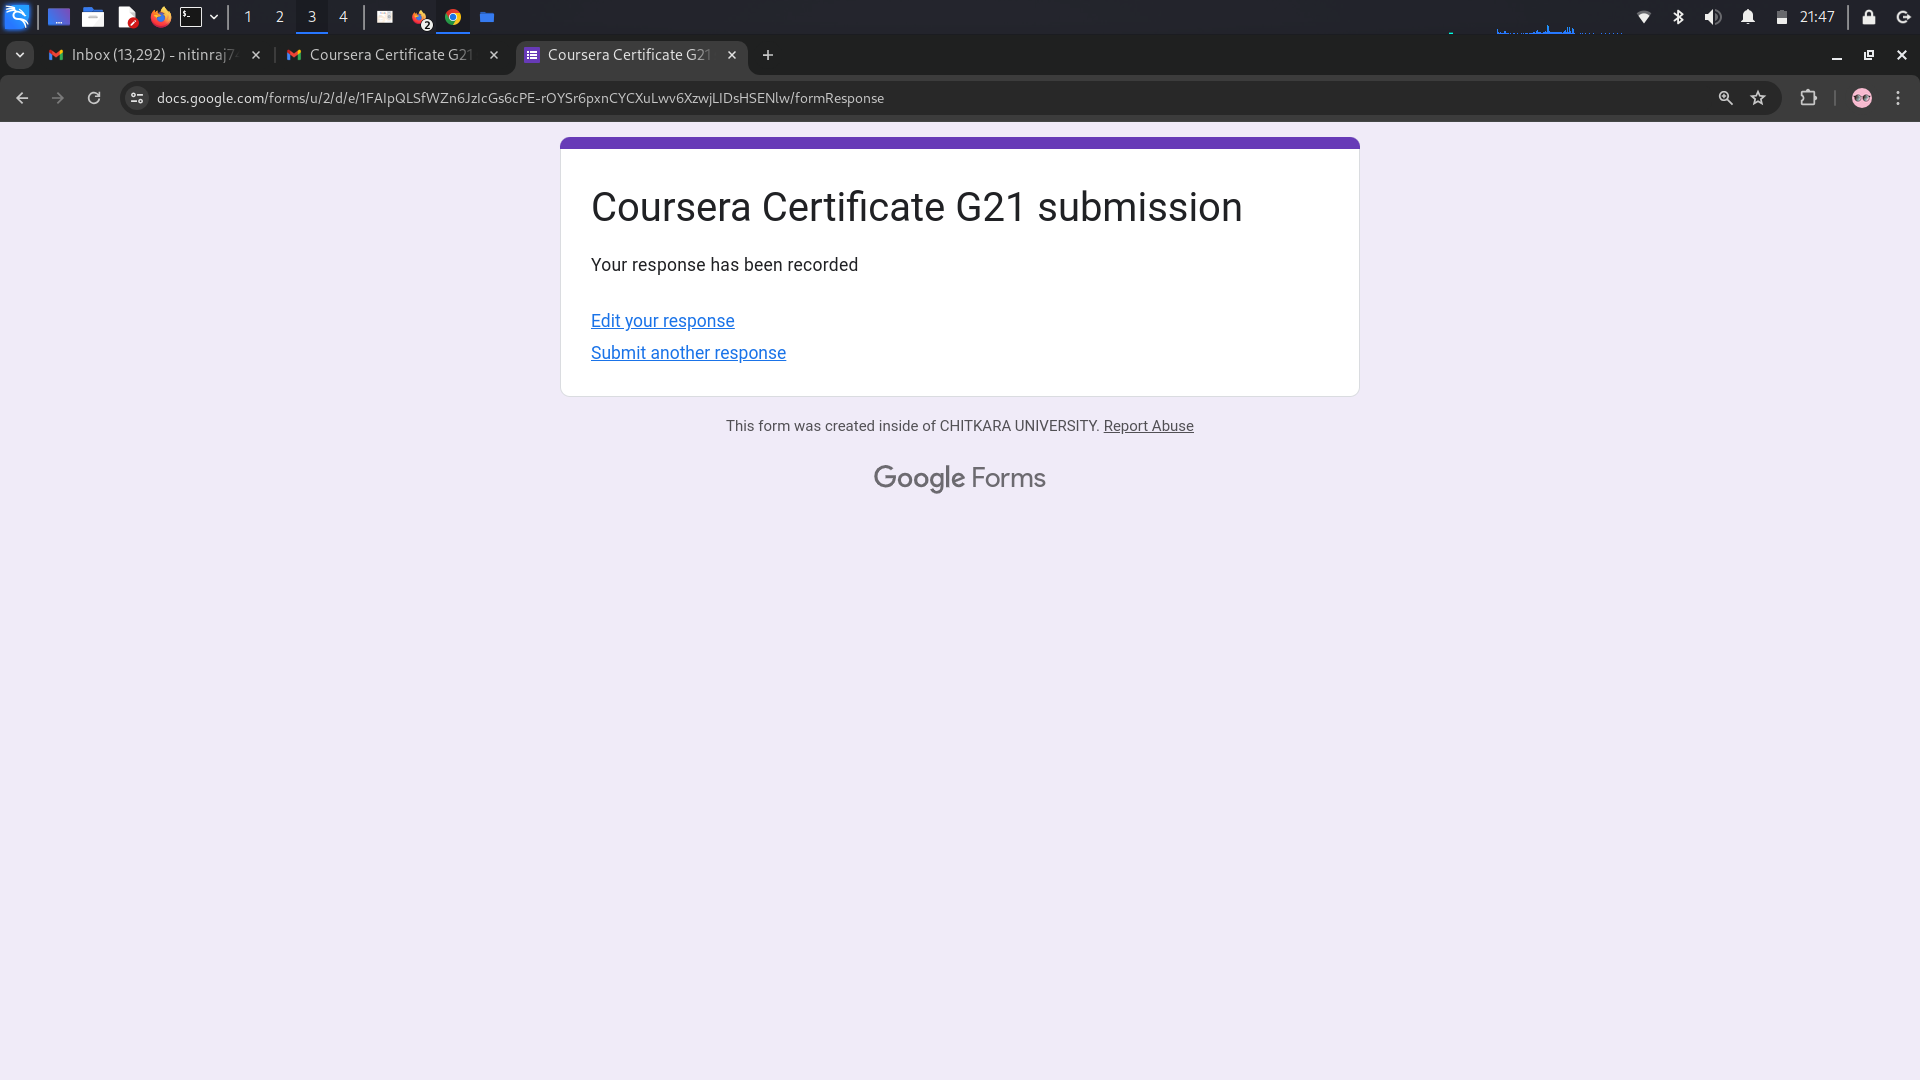 1 2 3 4
2
21:47
Inbox (13,292) - nitinraj7
Coursera Certificate G21
Coursera Certificate G21
docs.google.com/forms/u/2/d/e/1FAIpQLSfWZn6JzIcGs6cPE-rOYSr6pxnCYCXuLwv6XzwjLIDsHSENlw/formResponse
Coursera Certificate G21 submission
Your response has been recorded
Edit your response
Submit another response
This form was created inside of CHITKARA UNIVERSITY. Report Abuse
Google Forms